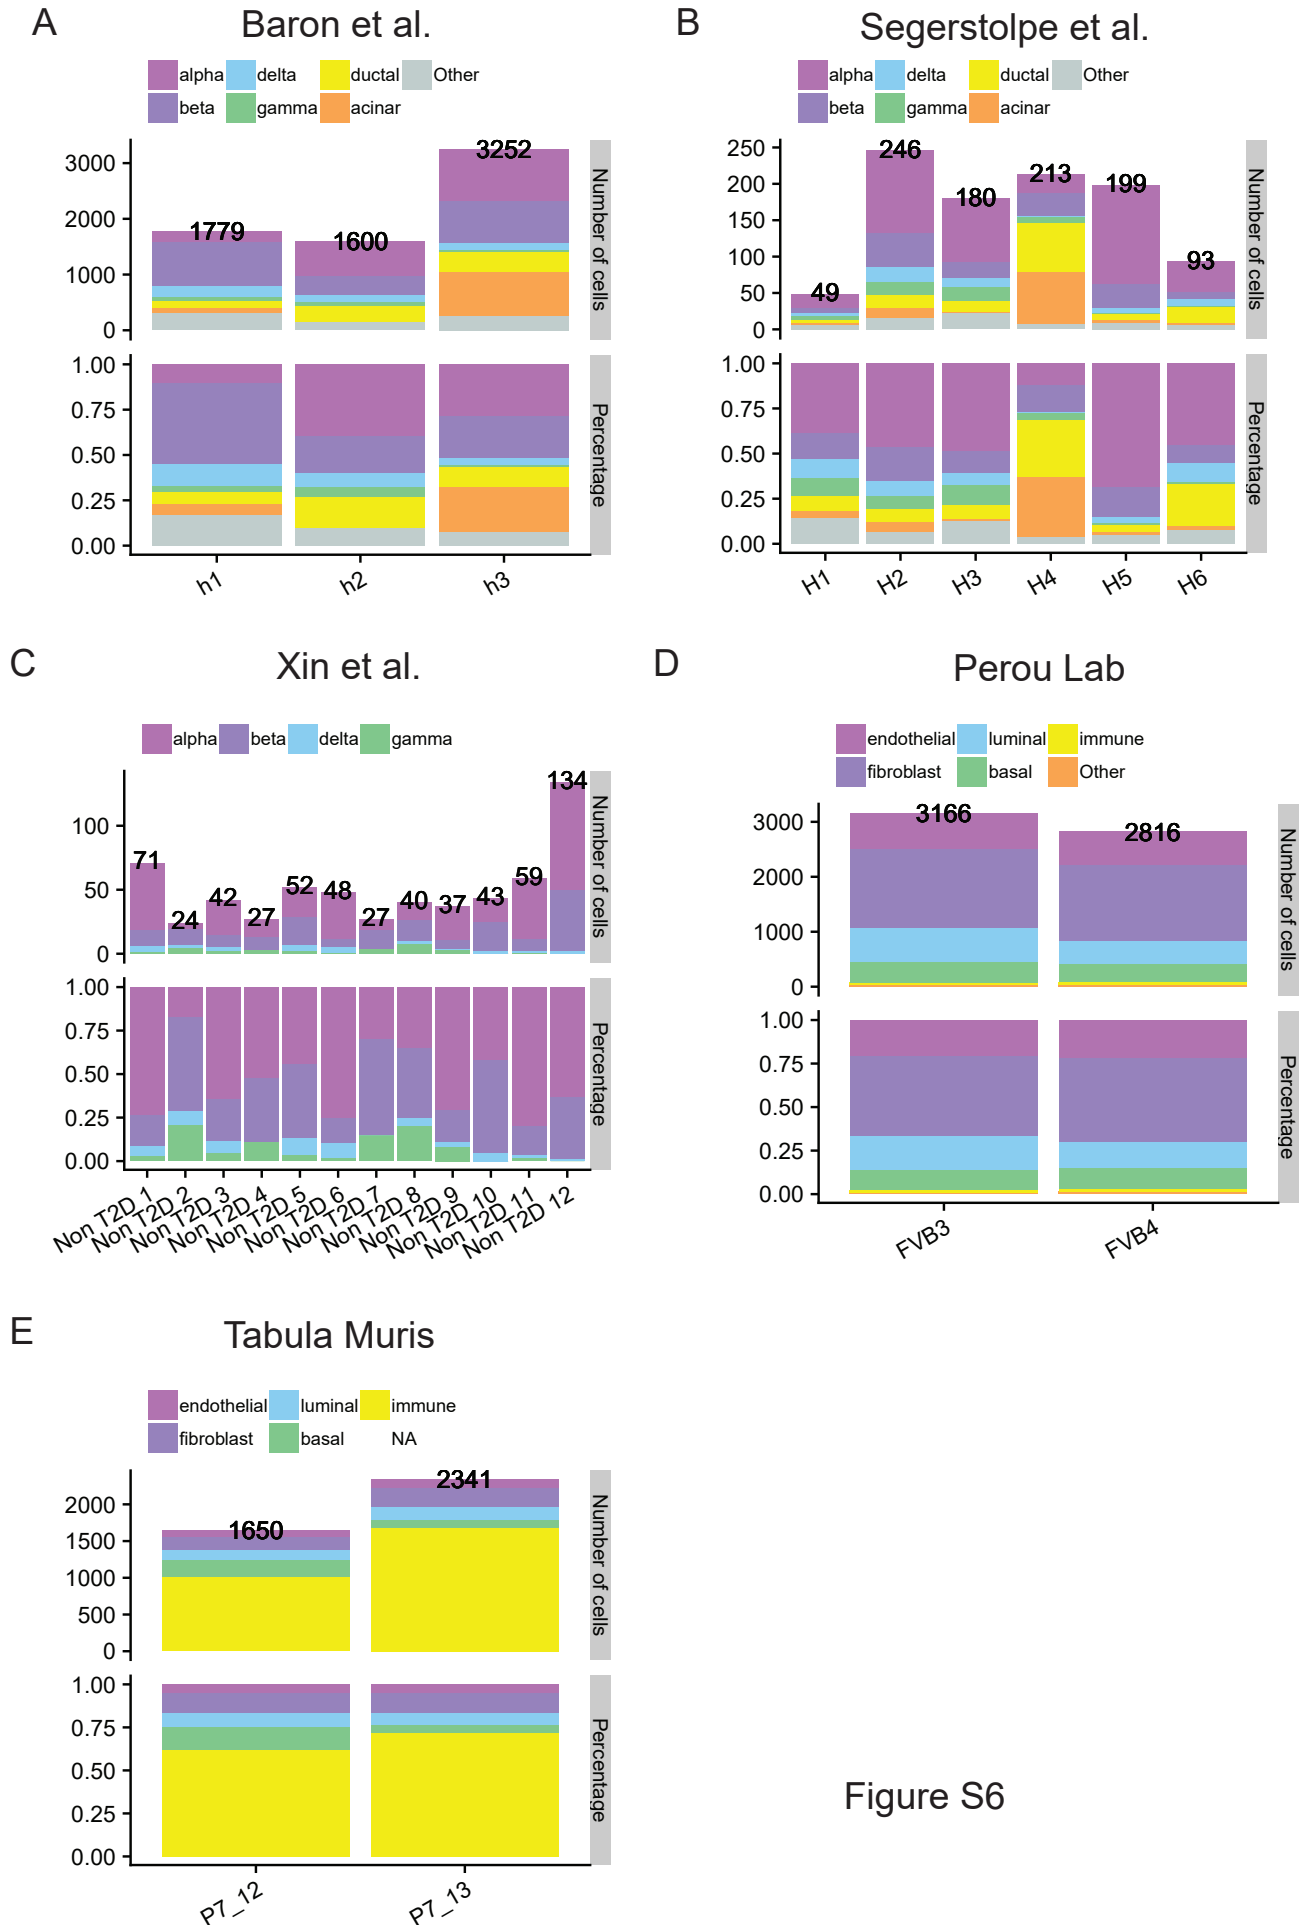 A
Baron et al.
alpha delta ductal Other
beta gamma acinar
3000
2000
1000
0
1779
1600
3252
Number of cells
1.00
0.75
0.50
0.25
0.00
Percentage
h1 h2 h3
B
Segerstolpe et al.
alpha delta ductal Other
beta gamma acinar
250
200
150
100
50
0
49
246
180
213
199
93
Number of cells
1.00
0.75
0.50
0.25
0.00
Percentage
H1 H2 H3 H4 H5 H6
C
Xin et al.
alpha beta delta gamma
100
50
0
71
24
42
27
52
48
27
40
37
43
59
134
Number of cells
1.00
0.75
0.50
0.25
0.00
Percentage
Non T2D 1
Non T2D 2
Non T2D 3
Non T2D 4
Non T2D 5
Non T2D 6
Non T2D 7
Non T2D 8
Non T2D 9
Non T2D 10
Non T2D 11
Non T2D 12
D
Perou Lab
endothelial luminal immune
fibroblast basal Other
3000
2000
1000
0
3166
2816
Number of cells
1.00
0.75
0.50
0.25
0.00
Percentage
FVB3 FVB4
E
Tabula Muris
endothelial luminal immune
fibroblast basal NA
2000
1500
1000
500
0
1650
2341
Number of cells
1.00
0.75
0.50
0.25
0.00
Percentage
P7_12 P7_13
Figure S6